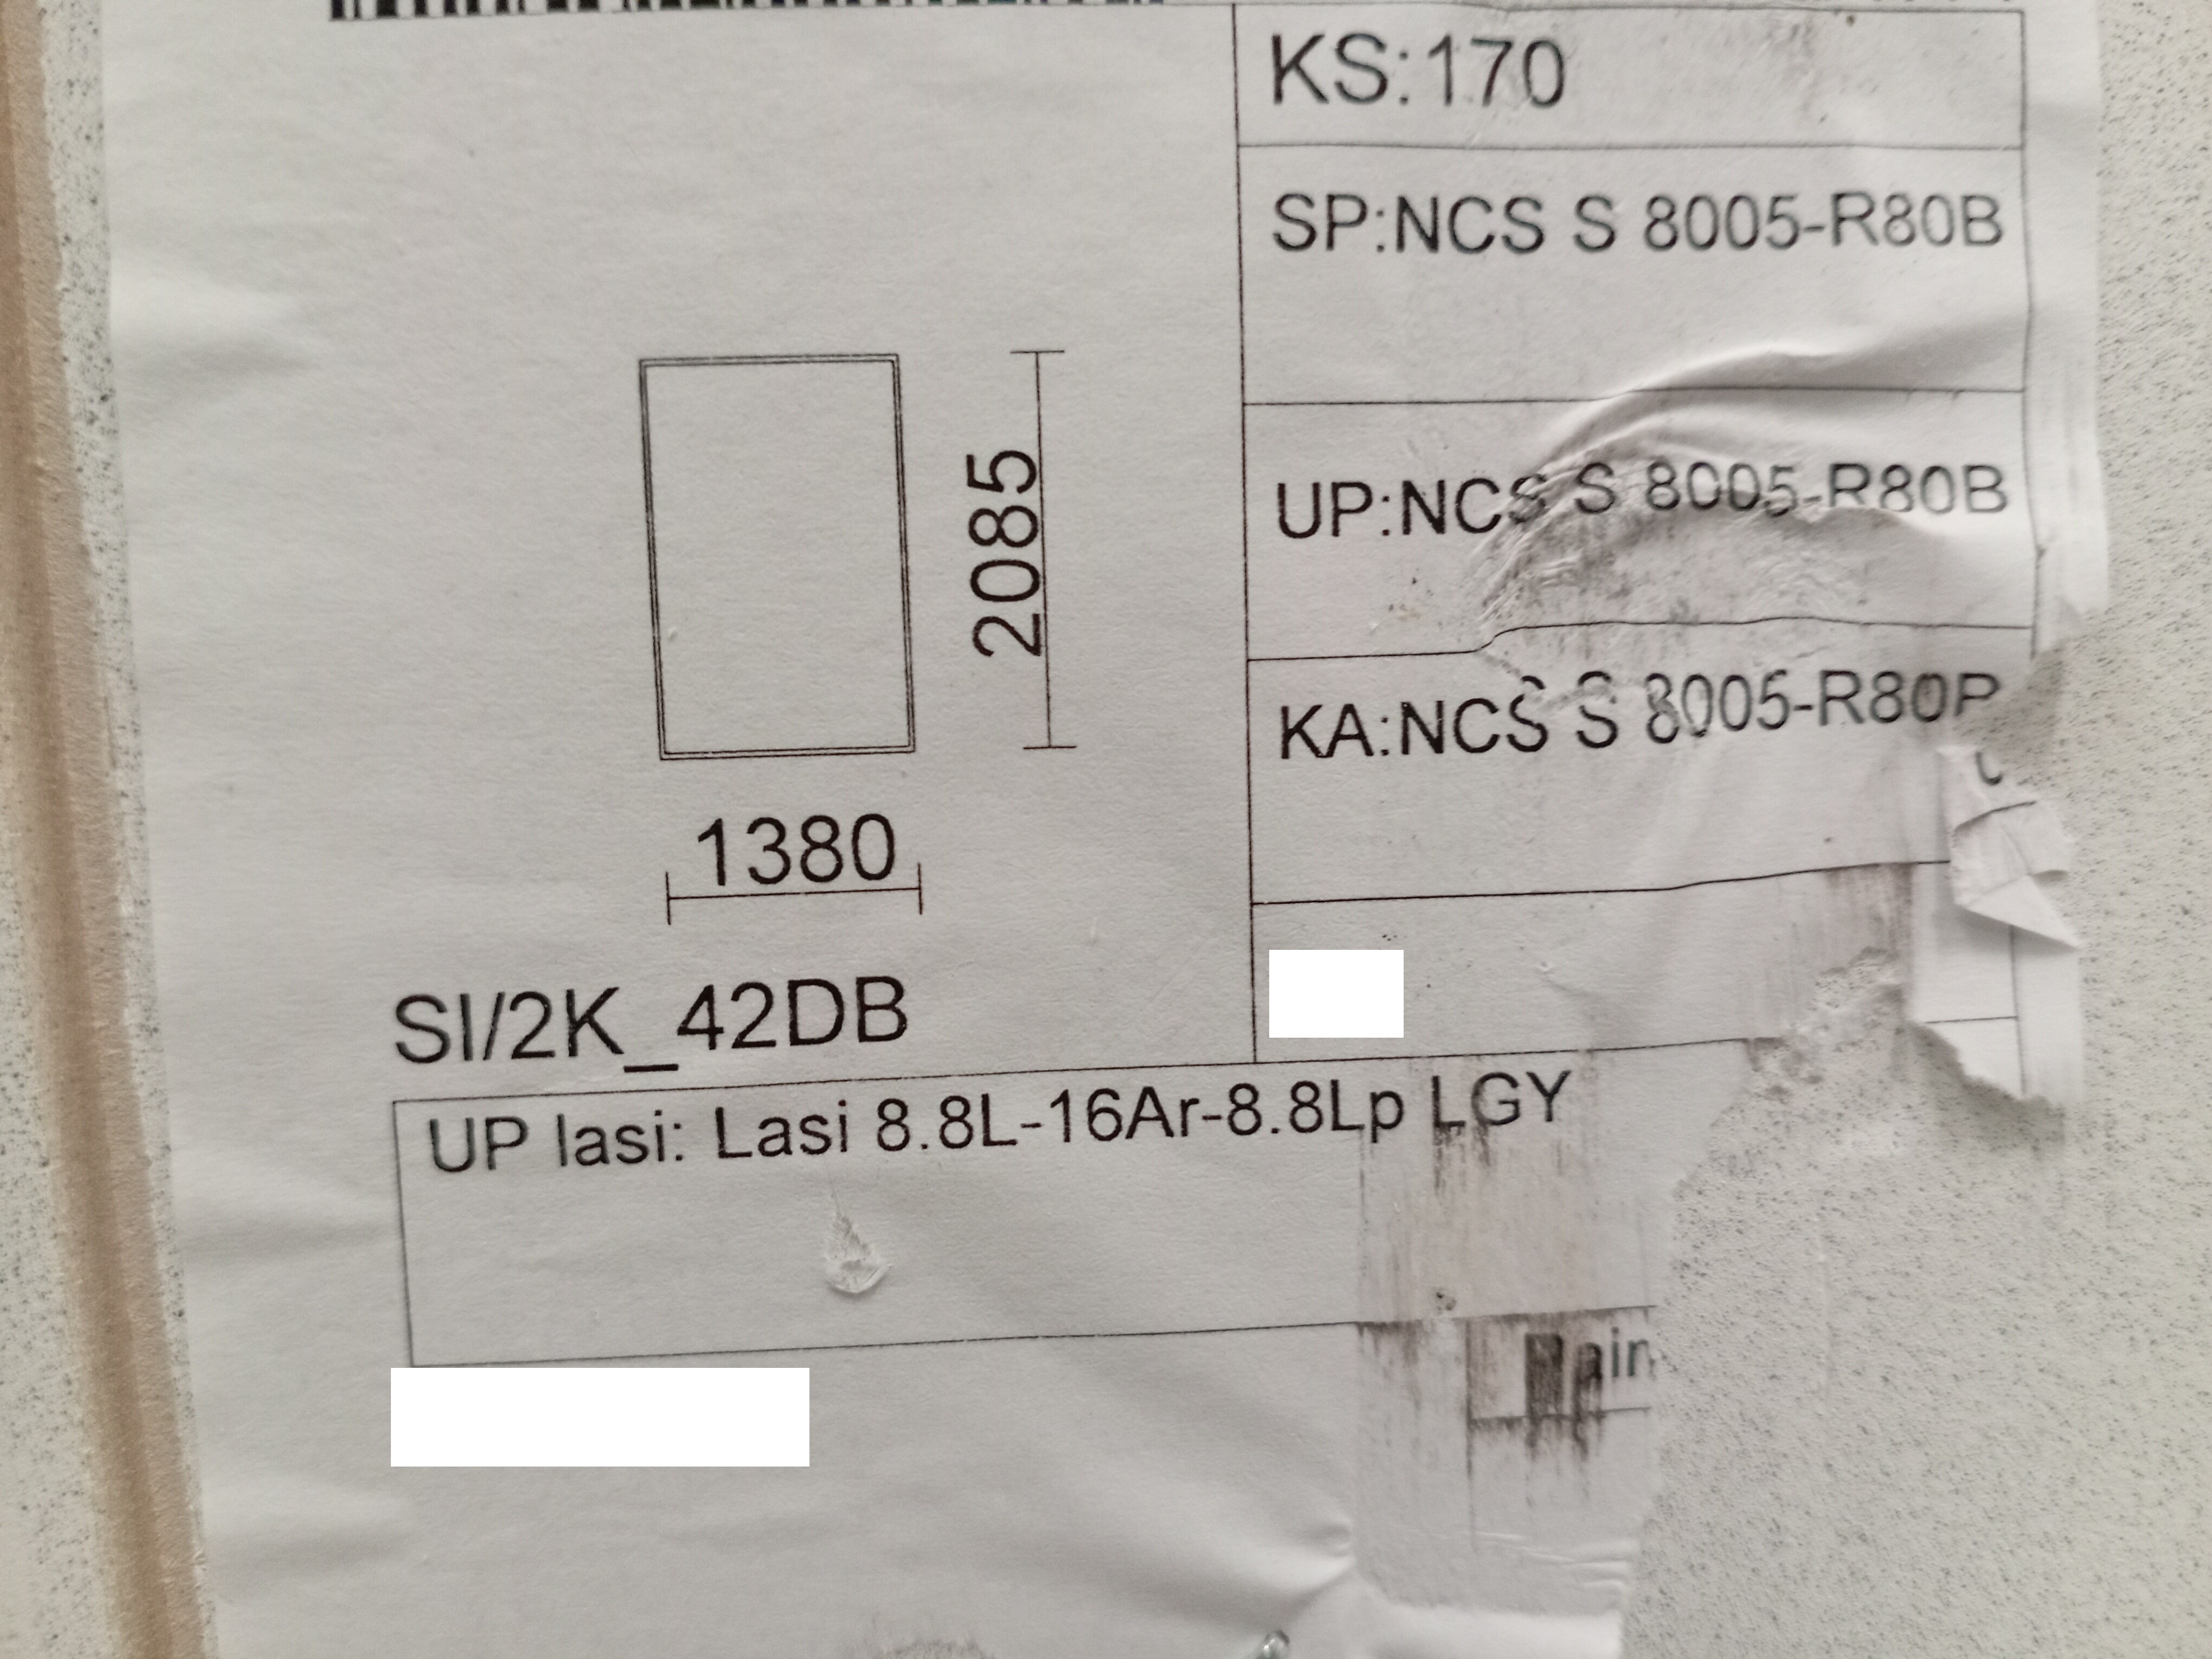 KS:170
SP:NCS S 8005-R80B
UP:NCS S 8005-R80B
KA:NCS S 8005-R80B
2085
1380
SI/2K_42DB
UP lasi: Lasi 8.8L-16Ar-8.8Lp LGY